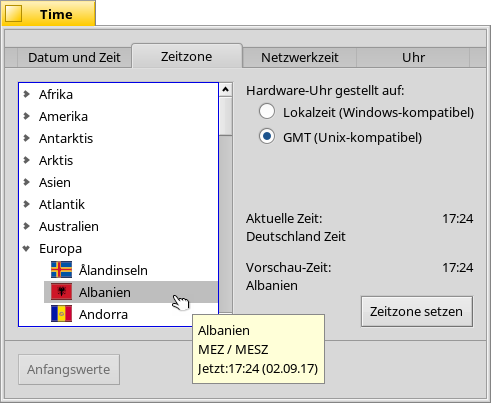 Time
Datum und Zeit
Zeitzone
Netzwerkzeit
Uhr
Afrika
Amerika
Antarktis
Arktis
Asien
Atlantik
Australien
Europa
Ålandinseln
Albanien
Andorra
Hardware-Uhr gestellt auf:
Lokalzeit (Windows-kompatibel)
GMT (Unix-kompatibel)
Aktuelle Zeit: 17:24
Deutschland Zeit
Vorschau-Zeit: 17:24
Albanien
Zeitzone setzen
Albanien
MEZ / MESZ
Jetzt:17:24 (02.09.17)
Anfangswerte